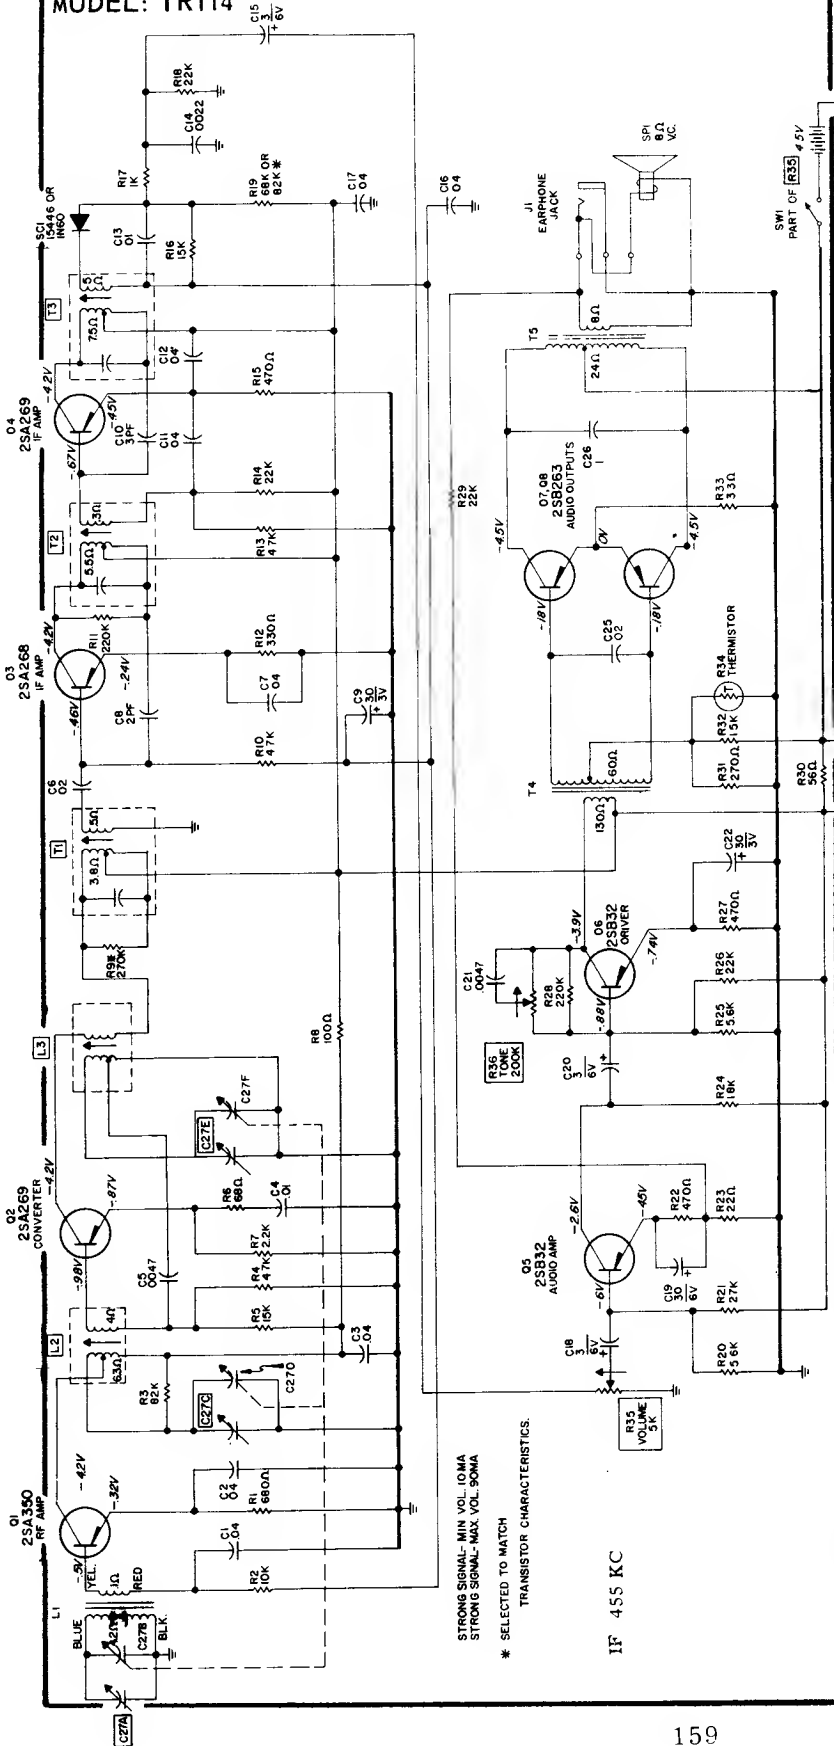 MODEL: TR114
Q1
2SA350
RF AMP
L1
BLUE
YEL.
RED
BLK.
1Ω
C27A
C27B
-.5V
-4.2V
-.32V
R2
10K
C1
.04
R1
680Ω
C2
04
R3
82K
C27C
C27D
C3
.04
L2
63Ω
4Ω
Q2
2SA269
CONVERTER
-4.2V
-.98V
-.87V
C5
0047
R5
15K
R4
4.7K
R7
2.2K
R6
68Ω
C4
.01
C27E
C27F
L3
R8
100Ω
R9*
270K
T1
3.8Ω
.5Ω
C6
02
Q3
2SA268
IF AMP
-4.2V
-.46V
-.24V
R11
220K
C8
2PF
R10
47K
C7
04
R12
330Ω
C9
30
3V
T2
5.5Ω
.3Ω
R13
4.7K
R14
22K
Q4
2SA269
IF AMP
-4.2V
-.67V
-.45V
C10
3PF
C11
04
C12
04
R15
470Ω
T3
7.5Ω
5Ω
SC1
1S446 OR
1N60
C13
01
R16
15K
R17
1K
R19
68K OR
82K*
C17
04
C16
04
C14
0022
R18
22K
C15
3
6V
STRONG SIGNAL- MIN VOL. 10MA
STRONG SIGNAL- MAX. VOL. 90MA
* SELECTED TO MATCH
TRANSISTOR CHARACTERISTICS.
IF 455 KC
R35
VOLUME
5K
C18
3
6V
R20
5.6K
R21
27K
Q5
2SB32
AUDIO AMP
-2.6V
-.6V
-.45V
C19
30
6V
R22
470Ω
R23
22Ω
R24
18K
C20
3
6V
R36
TONE
200K
C21
.0047
R28
220K
-3.9V
-.88V
-.74V
Q6
2SB32
DRIVER
R25
5.6K
R26
22K
R27
470Ω
C22
30
3V
T4
130Ω
60Ω
R31
270Ω
R32
1.5K
R34
THERMISTOR
R30
56Ω
C25
02
-.18V
-.18V
-4.5V
0V
-4.5V
Q7, Q8
2SB263
AUDIO OUTPUTS
R29
22K
C26
.1
R33
3.3Ω
T5
24Ω
8Ω
J1
EARPHONE
JACK
SP1
8Ω
V.C.
SW1
PART OF R35
4.5V
159